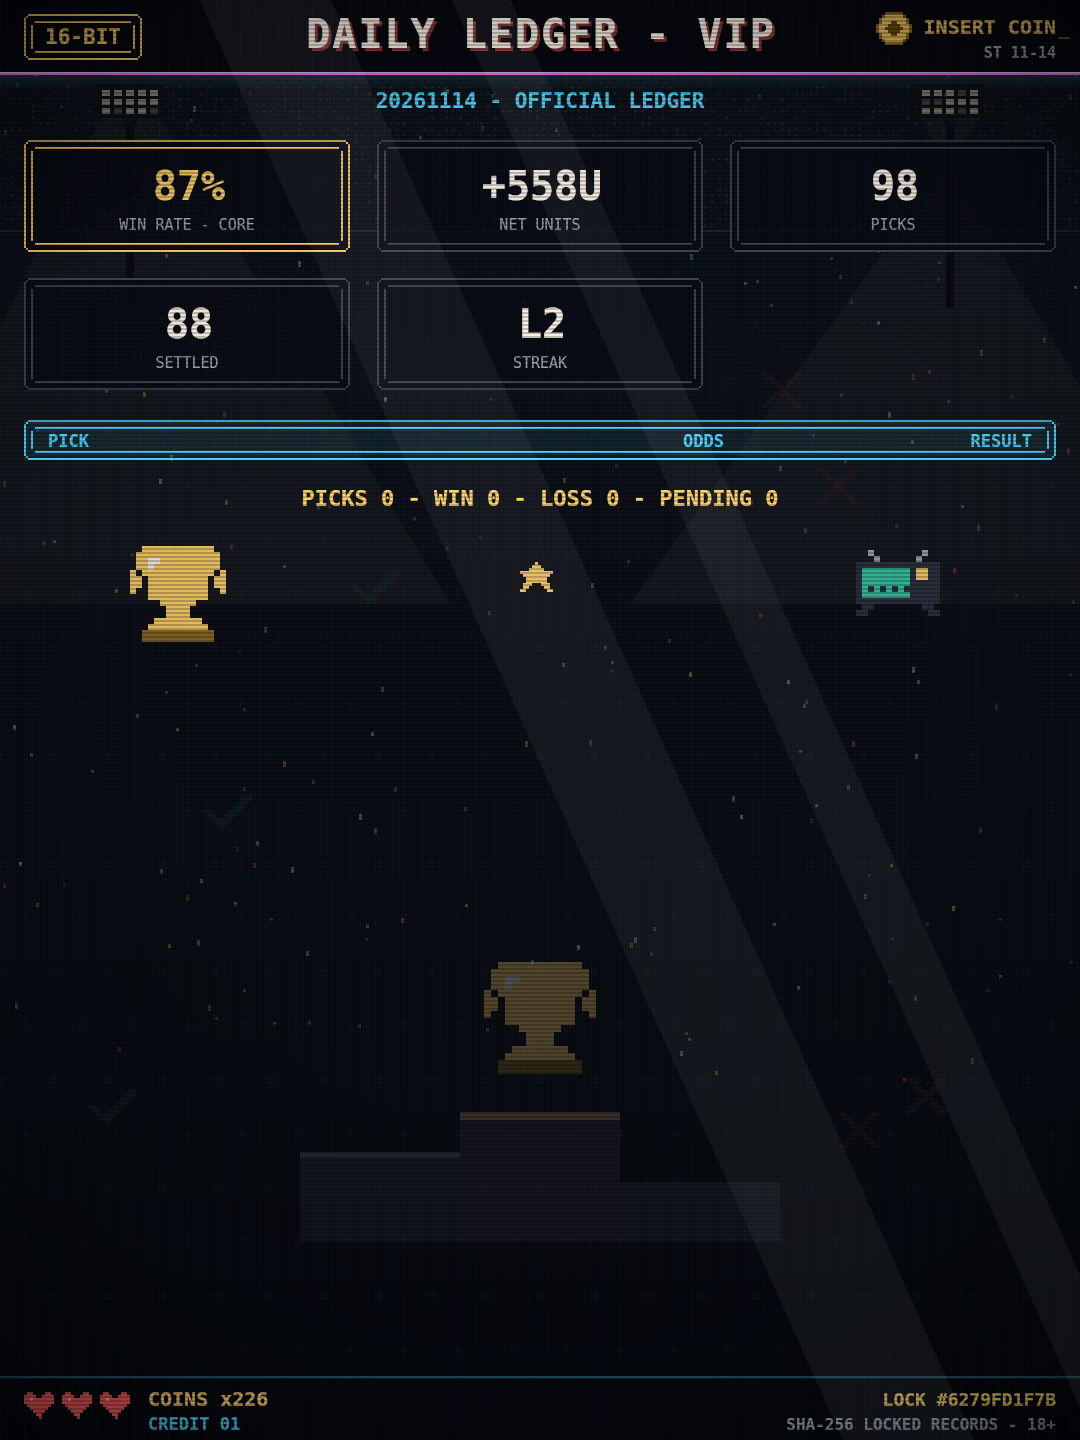 16-BIT
DAILY LEDGER - VIP
INSERT COIN_
ST 11-14
20261114 - OFFICIAL LEDGER
87%
WIN RATE - CORE
+558U
NET UNITS
98
PICKS
88
SETTLED
L2
STREAK
PICK ODDS RESULT
PICKS 0 - WIN 0 - LOSS 0 - PENDING 0
COINS x226
CREDIT 01
LOCK #6279FD1F7B
SHA-256 LOCKED RECORDS - 18+